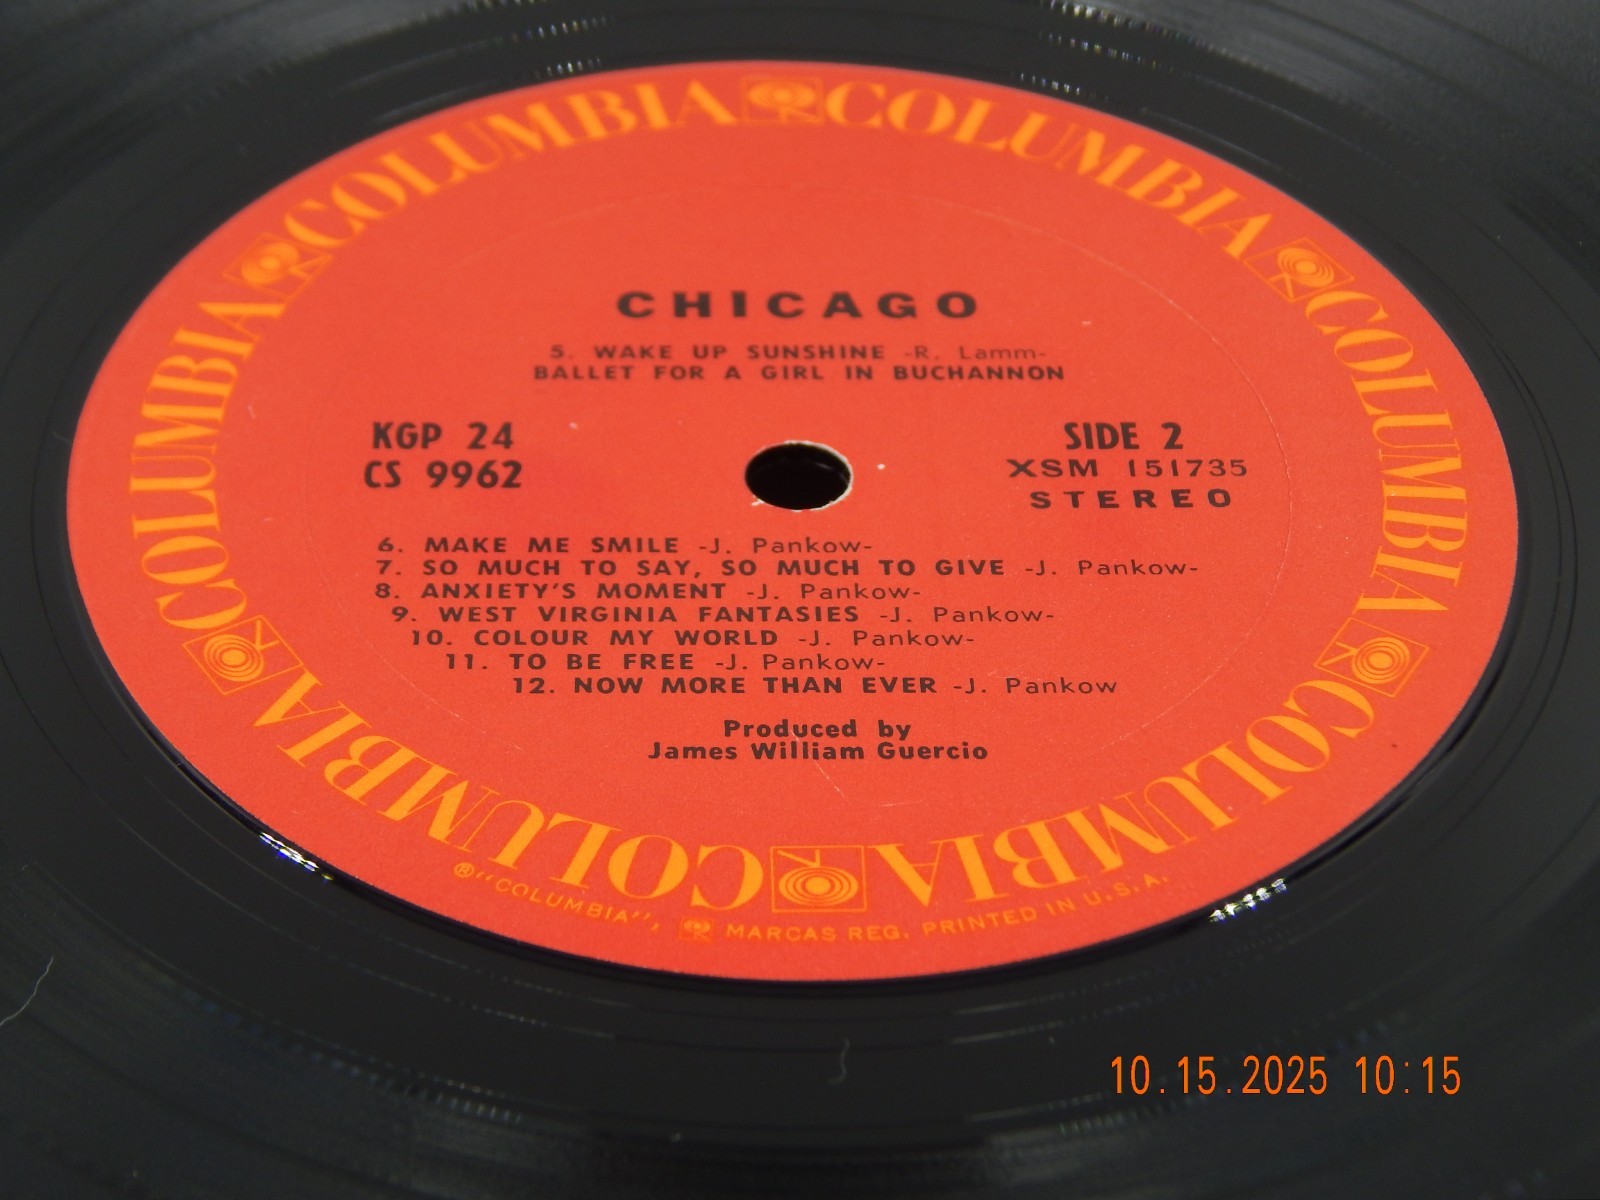 COLUMBIA COLUMBIA COLUMBIA COLUMBIA COLUMBIA COLUMBIA
CHICAGO
5. WAKE UP SUNSHINE -R. Lamm-
BALLET FOR A GIRL IN BUCHANNON
KGP 24
CS 9962
SIDE 2
XSM 151735
STEREO
6. MAKE ME SMILE -J. Pankow-
7. SO MUCH TO SAY, SO MUCH TO GIVE -J. Pankow-
8. ANXIETY'S MOMENT -J. Pankow-
9. WEST VIRGINIA FANTASIES -J. Pankow-
10. COLOUR MY WORLD -J. Pankow-
11. TO BE FREE -J. Pankow-
12. NOW MORE THAN EVER -J. Pankow
Produced by
James William Guercio
® "COLUMBIA", MARCAS REG. PRINTED IN U.S.A.
10.15.2025 10:15